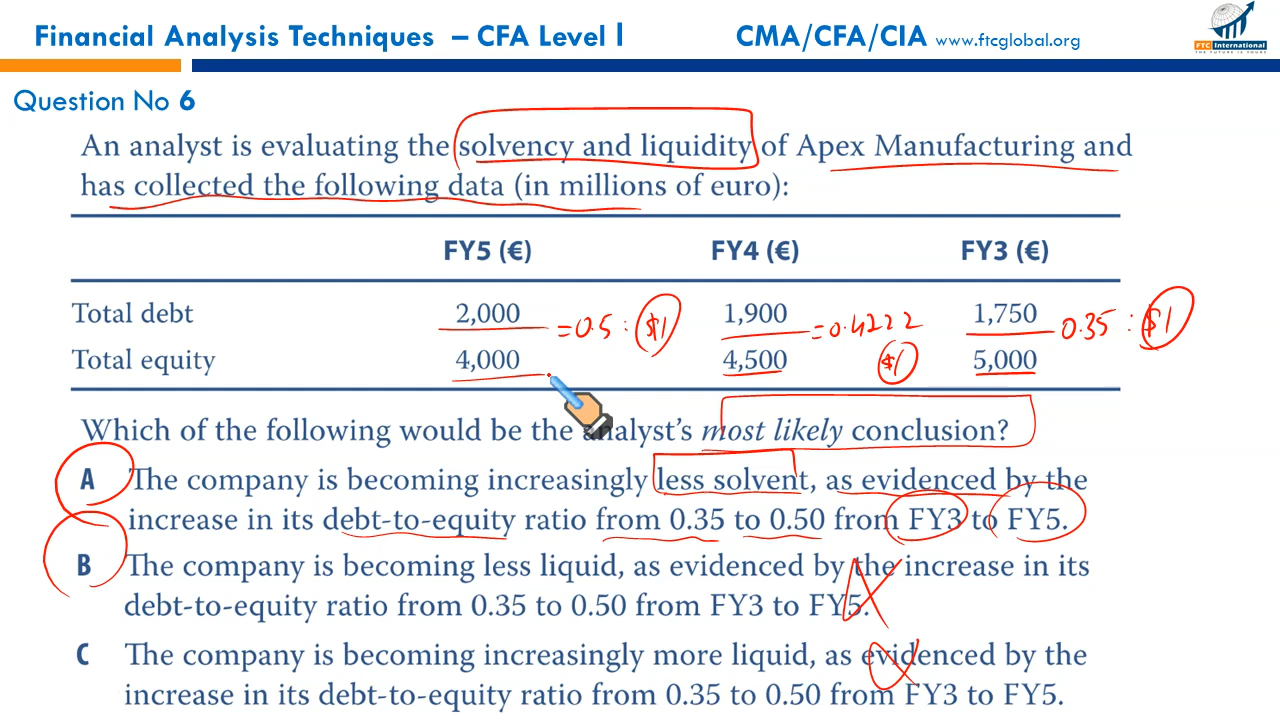 Financial Analysis Techniques – CFA Level I CMA/CFA/CIA www.ftcglobal.org
FTC International
THE FUTURE IS YOURS
Question No 6
An analyst is evaluating the solvency and liquidity of Apex Manufacturing and
has collected the following data (in millions of euro):
FY5 (€) FY4 (€) FY3 (€)
Total debt 2,000 1,900 1,750
=0.5 : $1 =0.4222 0.35 : $1
Total equity 4,000 4,500 5,000
$1
Which of the following would be the analyst's most likely conclusion?
A The company is becoming increasingly less solvent, as evidenced by the
increase in its debt-to-equity ratio from 0.35 to 0.50 from FY3 to FY5.
B The company is becoming less liquid, as evidenced by the increase in its
debt-to-equity ratio from 0.35 to 0.50 from FY3 to FY5.
C The company is becoming increasingly more liquid, as evidenced by the
increase in its debt-to-equity ratio from 0.35 to 0.50 from FY3 to FY5.